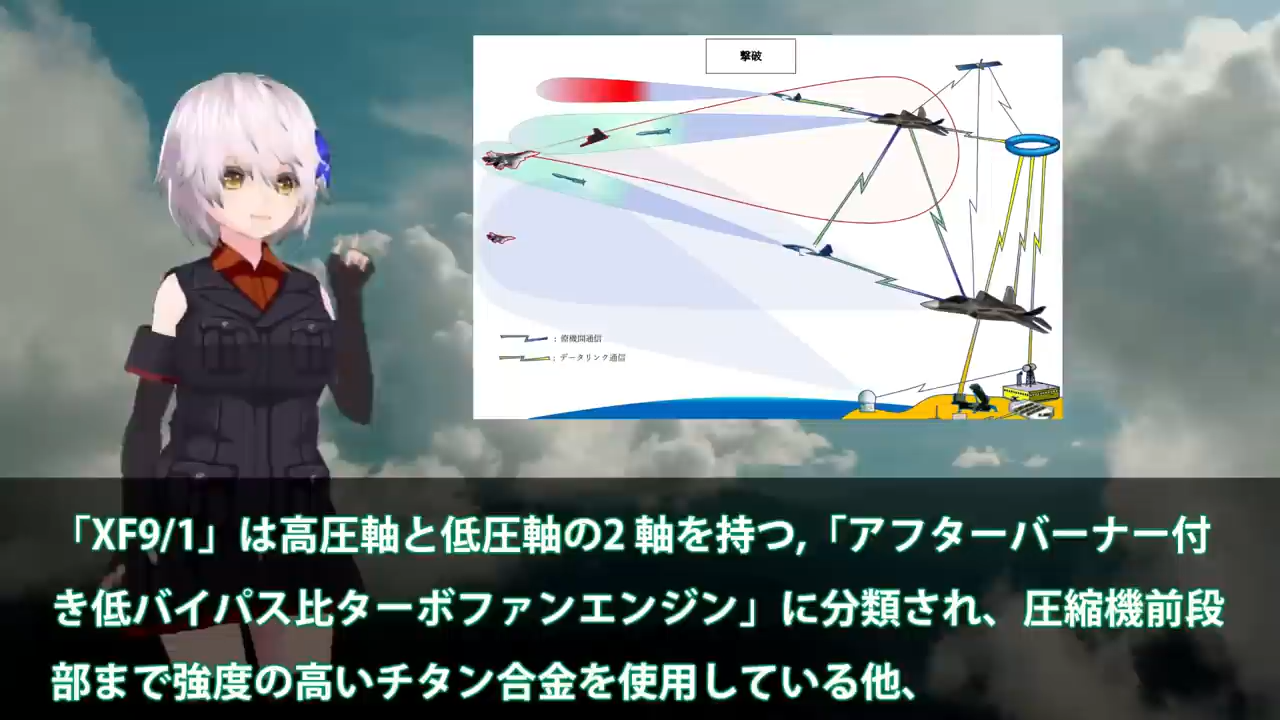 撃破
: 僚機間通信
: データリンク通信
「XF9/1」は高圧軸と低圧軸の2 軸を持つ,「アフターバーナー付
き低バイパス比ターボファンエンジン」に分類され、圧縮機前段
部まで強度の高いチタン合金を使用している他、